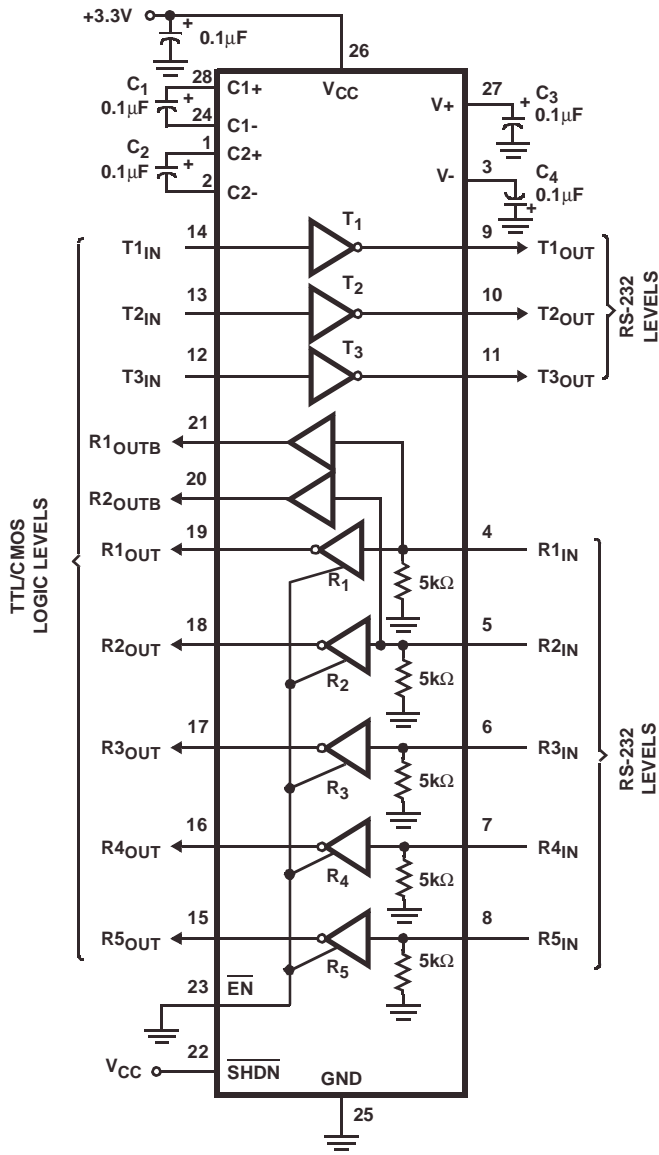 +3.3V
+
0.1µF
26
C1
0.1µF
+
28
C1+
VCC
27
V+
+
C3
0.1µF
24
C1-
C2
0.1µF
+
1
C2+
2
C2-
3
V-
C4
0.1µF
+
T1IN
14
T1
9
T1OUT
T2IN
13
T2
10
T2OUT
T3IN
12
T3
11
T3OUT
RS-232
LEVELS
R1OUTB
21
R2OUTB
20
R1OUT
19
R1
5kΩ
4
R1IN
R2OUT
18
R2
5kΩ
5
R2IN
R3OUT
17
R3
5kΩ
6
R3IN
R4OUT
16
R4
5kΩ
7
R4IN
R5OUT
15
R5
5kΩ
8
R5IN
TTL/CMOS
LOGIC LEVELS
RS-232
LEVELS
23
EN
VCC
22
SHDN
GND
25